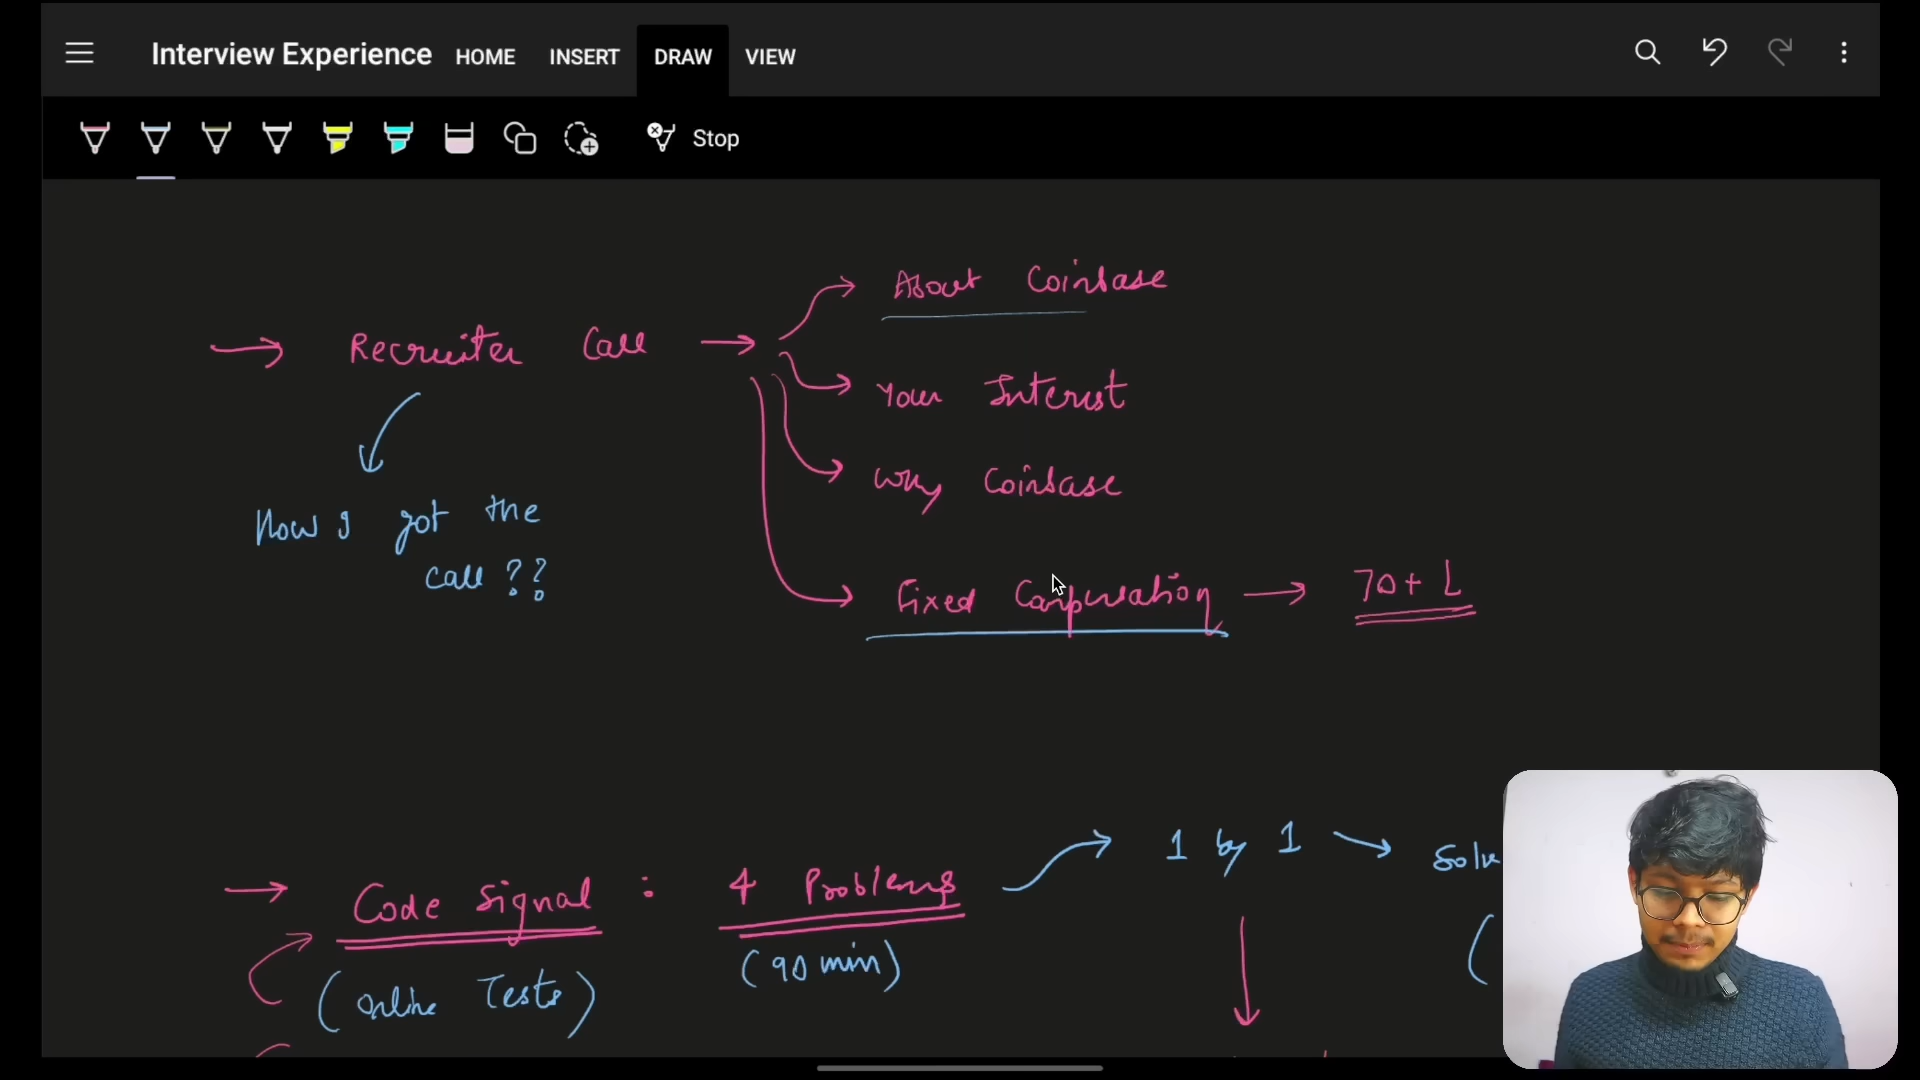 Interview Experience HOME INSERT DRAW VIEW
Stop
About Coinbase
Recruiter Call
Your Interest
Why Coinbase
How I got the
call ??
Fixed Compensation → 70+ L
1 by 1
Solve
Code Signal : 4 Problems
(90 min)
(Online Tests)